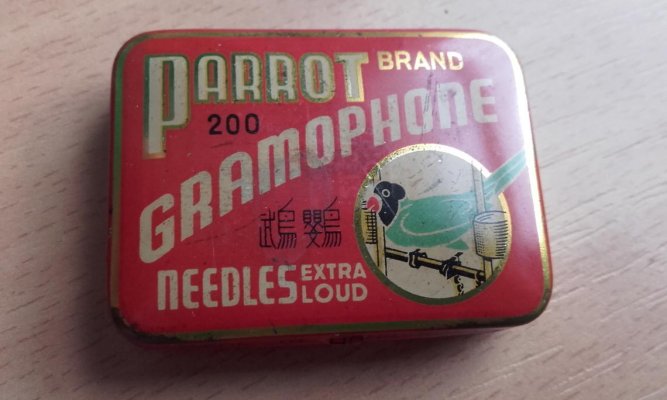 PARROT BRAND
200
GRAMOPHONE
鵡鸚
NEEDLES EXTRA LOUD